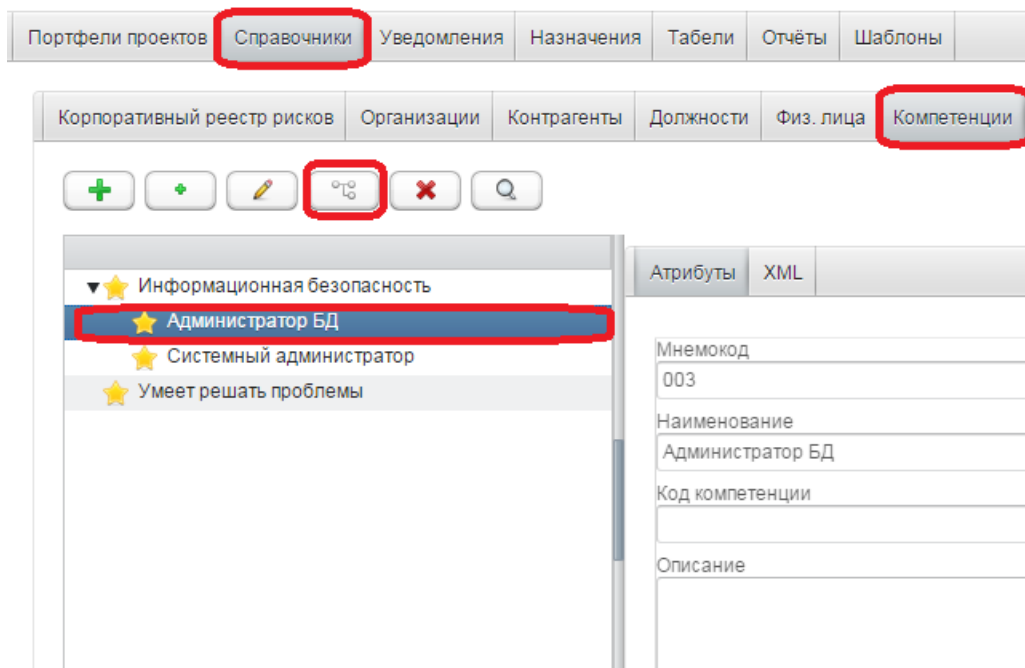 Портфели проектов Справочники Уведомления Назначения Табели Отчёты Шаблоны
Корпоративный реестр рисков Организации Контрагенты Должности Физ. лица Компетенции
Атрибуты XML
Информационная безопасность
Администратор БД
Системный администратор
Умеет решать проблемы
Мнемокод
003
Наименование
Администратор БД
Код компетенции
Описание